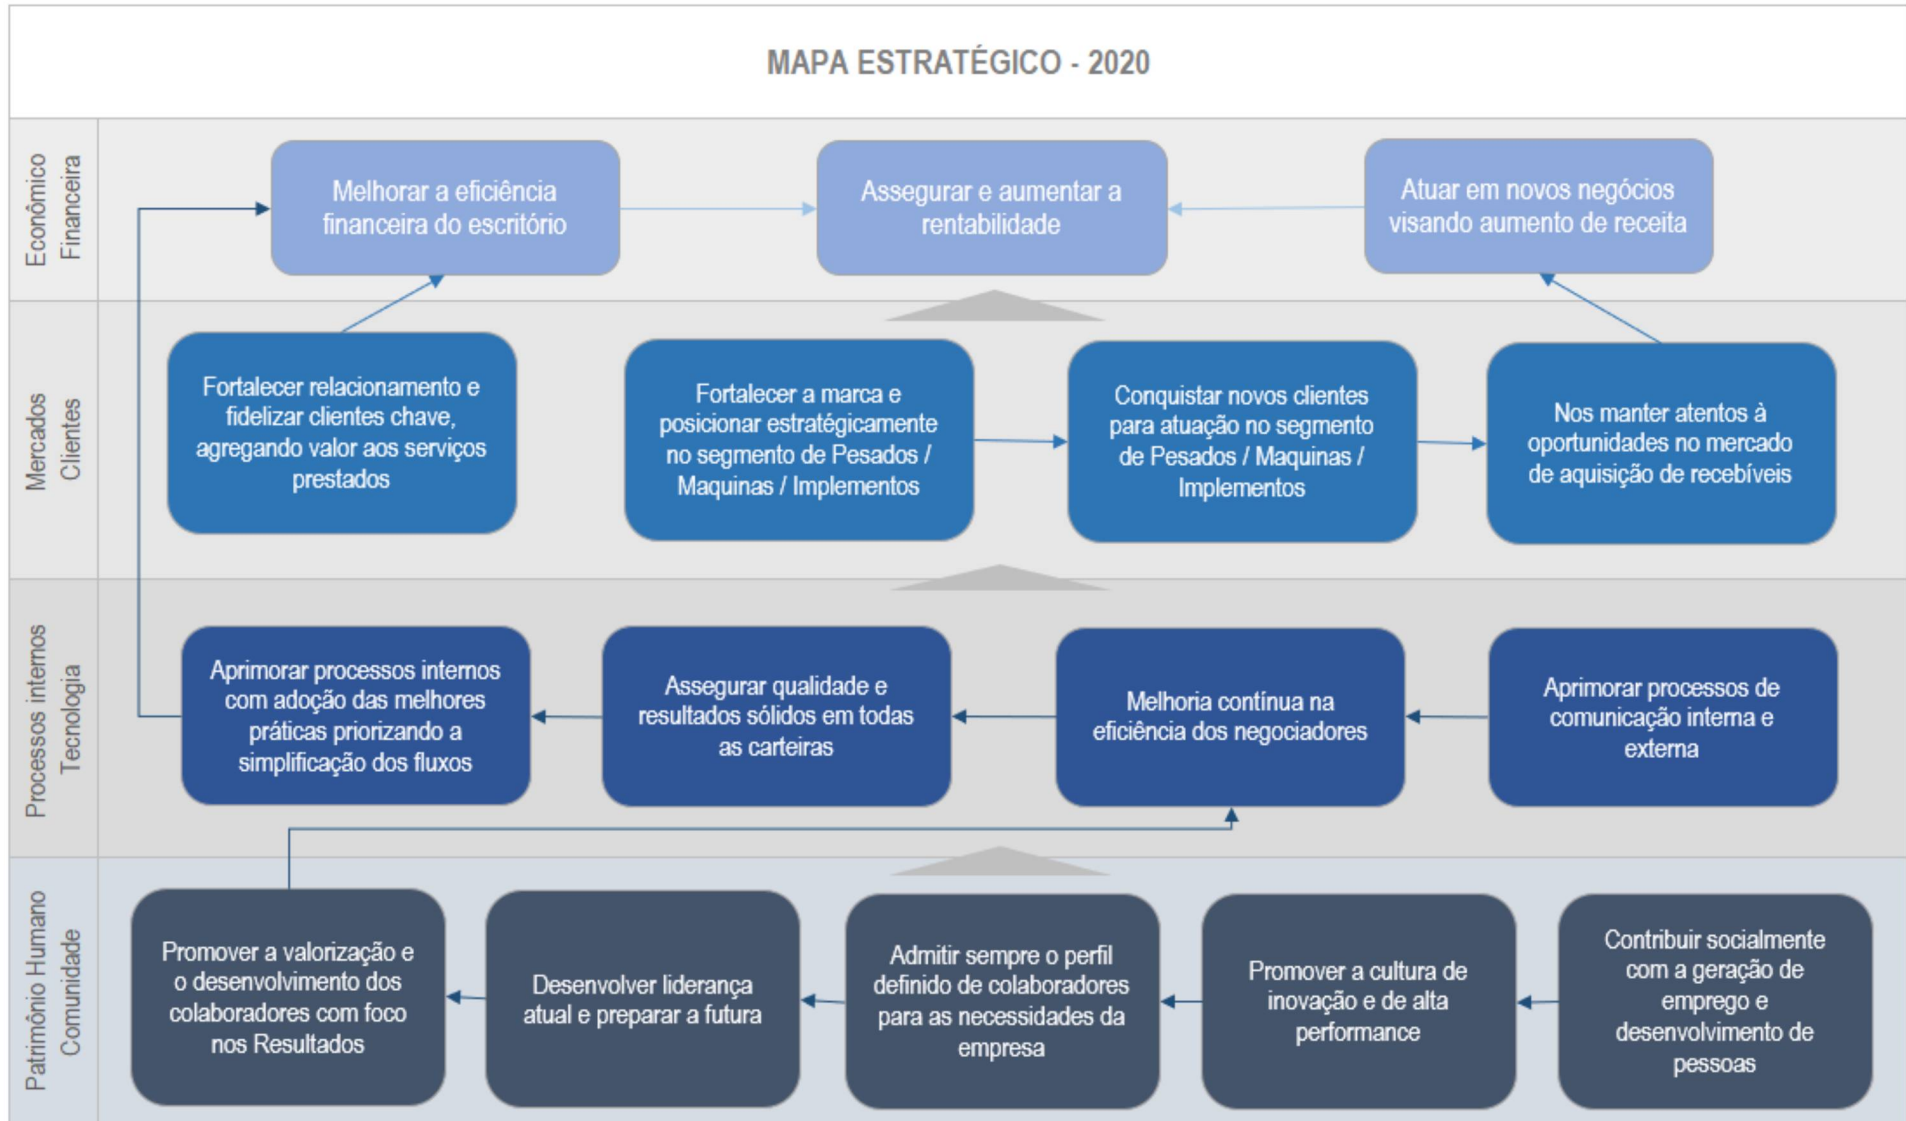 MAPA ESTRATÉGICO - 2020
Econômico
Financeira
Melhorar a eficiência
financeira do escritório
Assegurar e aumentar a
rentabilidade
Atuar em novos negócios
visando aumento de receita
Mercados
Clientes
Fortalecer relacionamento e
fidelizar clientes chave,
agregando valor aos serviços
prestados
Fortalecer a marca e
posicionar estratégicamente
no segmento de Pesados /
Maquinas / Implementos
Conquistar novos clientes
para atuação no segmento
de Pesados / Maquinas /
Implementos
Nos manter atentos à
oportunidades no mercado
de aquisição de recebíveis
Processos internos
Tecnologia
Aprimorar processos internos
com adoção das melhores
práticas priorizando a
simplificação dos fluxos
Assegurar qualidade e
resultados sólidos em todas
as carteiras
Melhoria contínua na
eficiência dos negociadores
Aprimorar processos de
comunicação interna e
externa
Patrimônio Humano
Comunidade
Promover a valorização e
o desenvolvimento dos
colaboradores com foco
nos Resultados
Desenvolver liderança
atual e preparar a futura
Admitir sempre o perfil
definido de colaboradores
para as necessidades da
empresa
Promover a cultura de
inovação e de alta
performance
Contribuir socialmente
com a geração de
emprego e
desenvolvimento de
pessoas